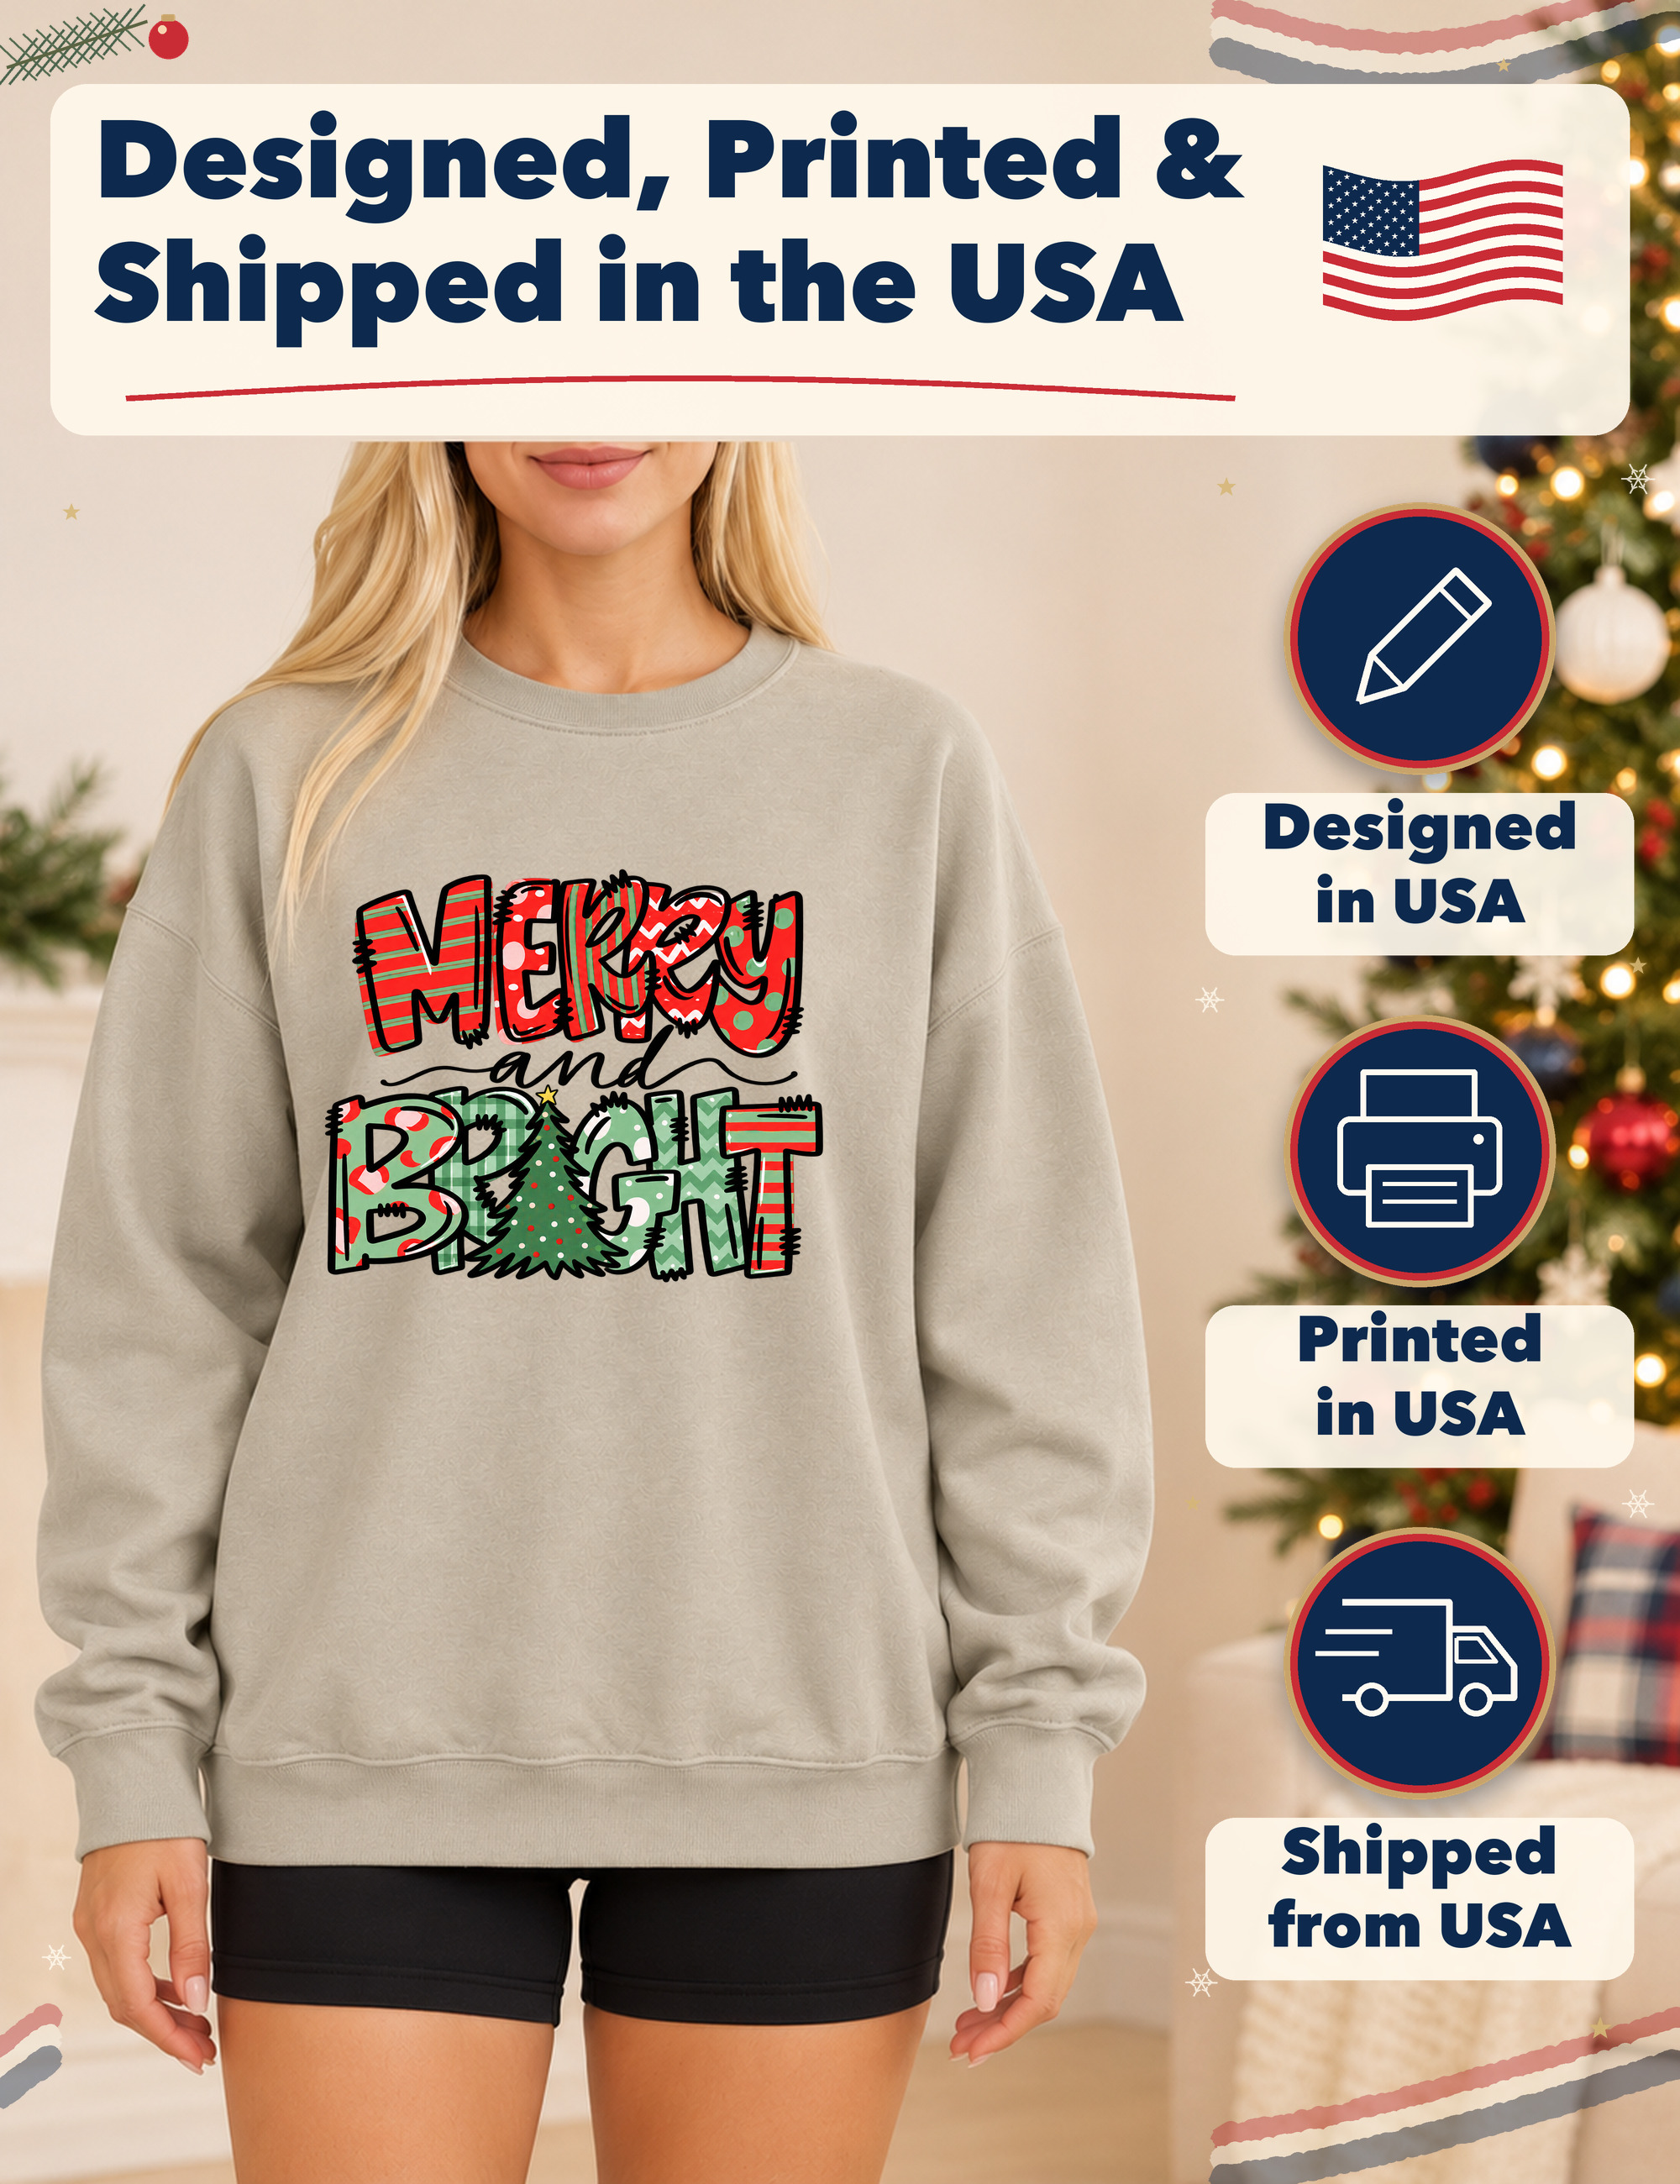 Designed, Printed &
Shipped in the USA
MERRY
and
BRIGHT
Designed
in USA
Printed
in USA
Shipped
from USA